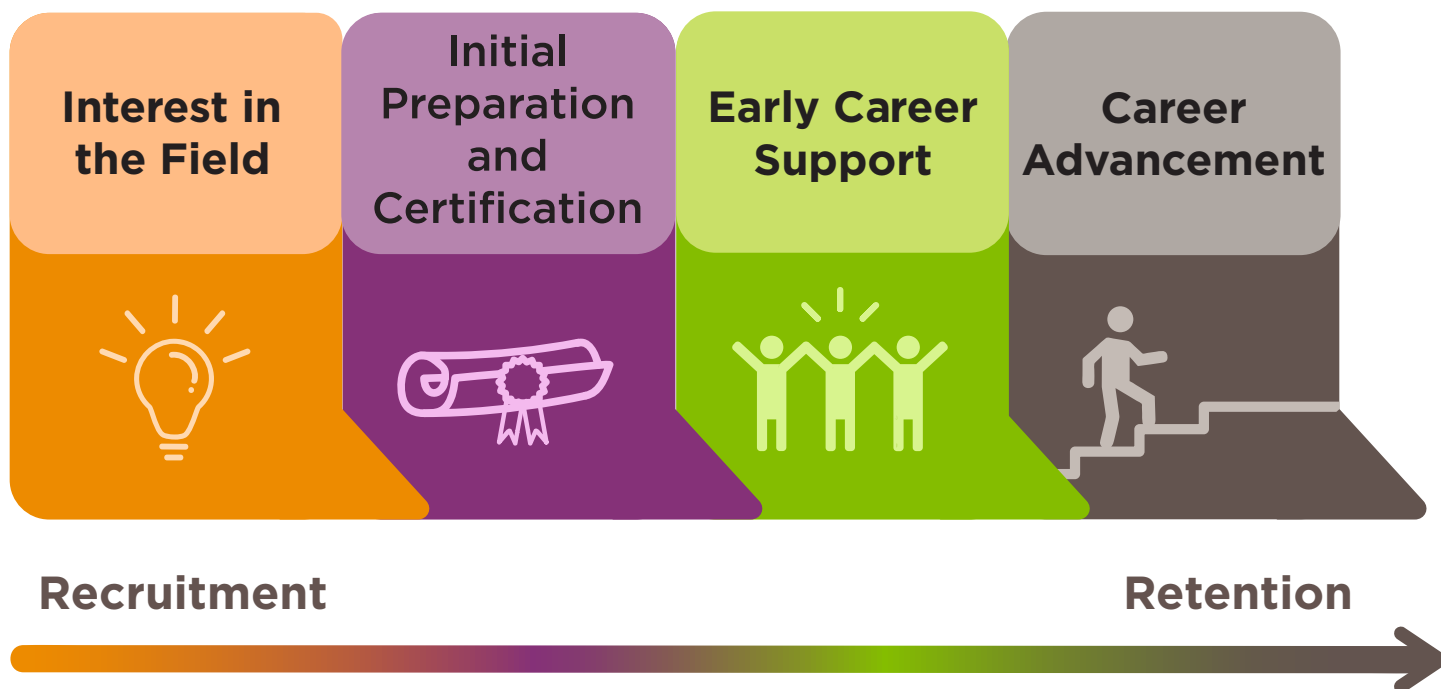 Interest in
the Field
Initial
Preparation
and
Certification
Early Career
Support
Career
Advancement
Recruitment
Retention